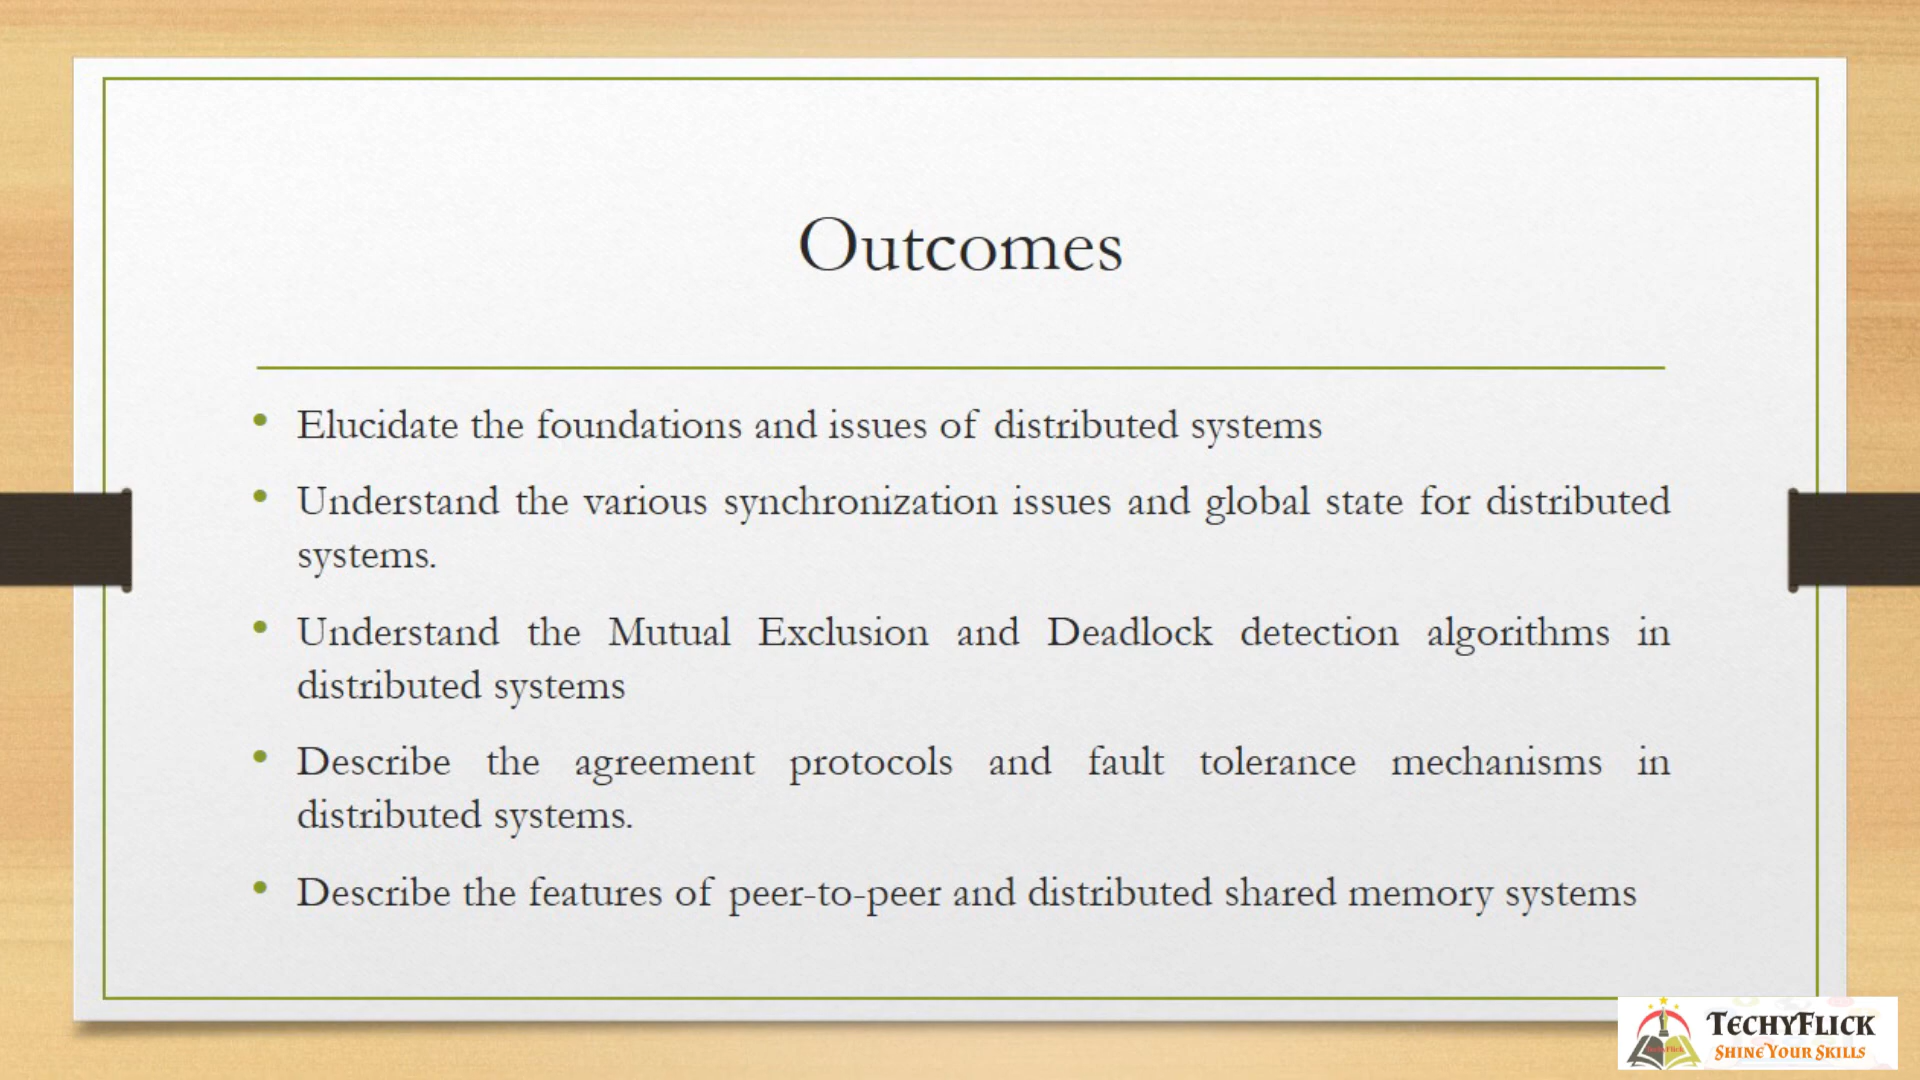 Outcomes
• Elucidate the foundations and issues of distributed systems
• Understand the various synchronization issues and global state for distributed
systems.
• Understand the Mutual Exclusion and Deadlock detection algorithms in
distributed systems
• Describe the agreement protocols and fault tolerance mechanisms in
distributed systems.
• Describe the features of peer-to-peer and distributed shared memory systems
TECHYFLICK
SHINE YOUR SKILLS